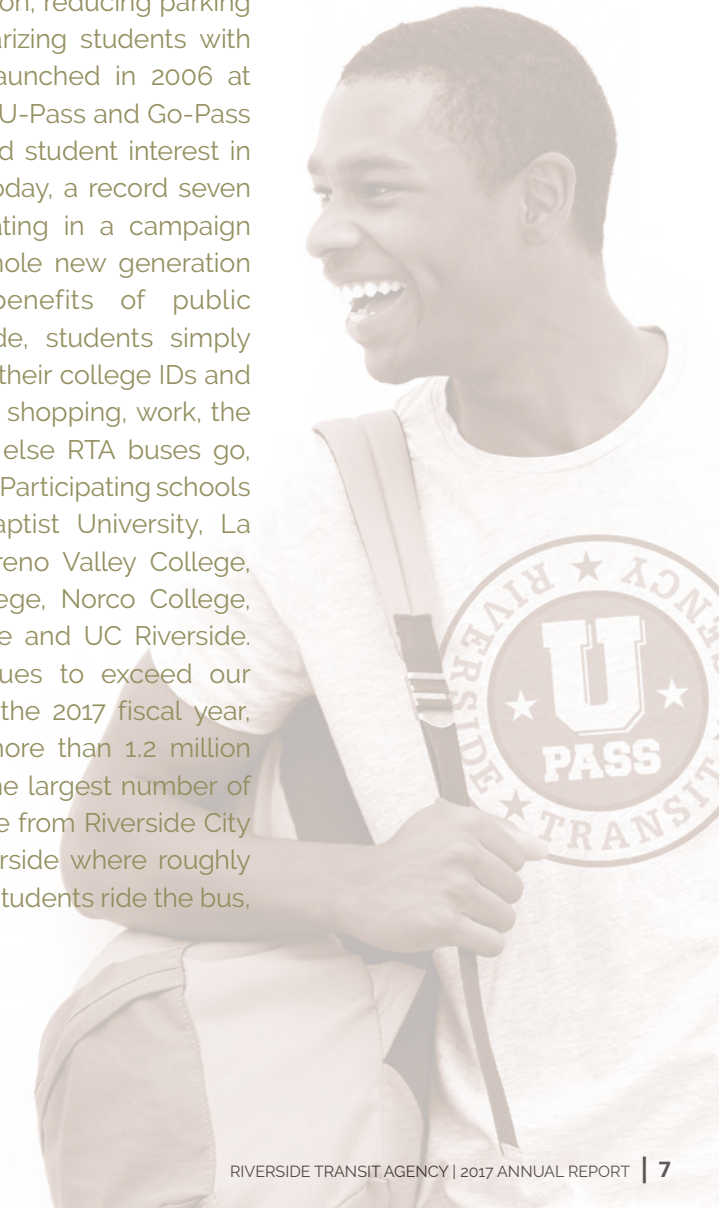 on, reducing parking
arizing students with
aunched in 2006 at
U-Pass and Go-Pass
d student interest in
oday, a record seven
ating in a campaign
hole new generation
benefits of public
de, students simply
their college IDs and
shopping, work, the
else RTA buses go,
Participating schools
aptist University, La
reno Valley College,
ege, Norco College,
e and UC Riverside.
ues to exceed our
the 2017 fiscal year,
more than 1.2 million
he largest number of
e from Riverside City
rside where roughly
students ride the bus,
RIVERSIDE ★ AGENCY
★ TRANSIT
U
PASS
RIVERSIDE TRANSIT AGENCY | 2017 ANNUAL REPORT | 7